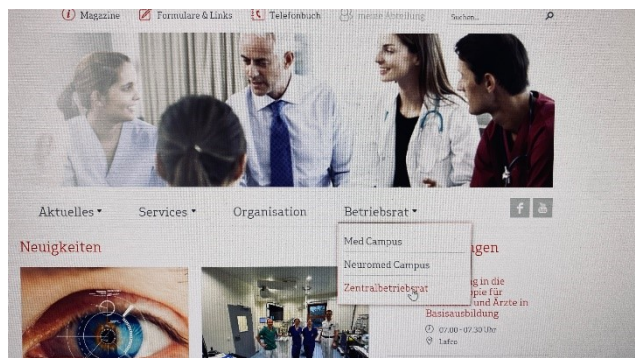 Magazine
Formulare & Links
Telefonbuch
meine Abteilung
Suchen...
Aktuelles
Services
Organisation
Betriebsrat
Med Campus
Neuromed Campus
Zentralbetriebsrat
Neuigkeiten
ngen
g in die
pie für
und Ärzte in
Basisausbildung
07:00 - 07:30 Uhr